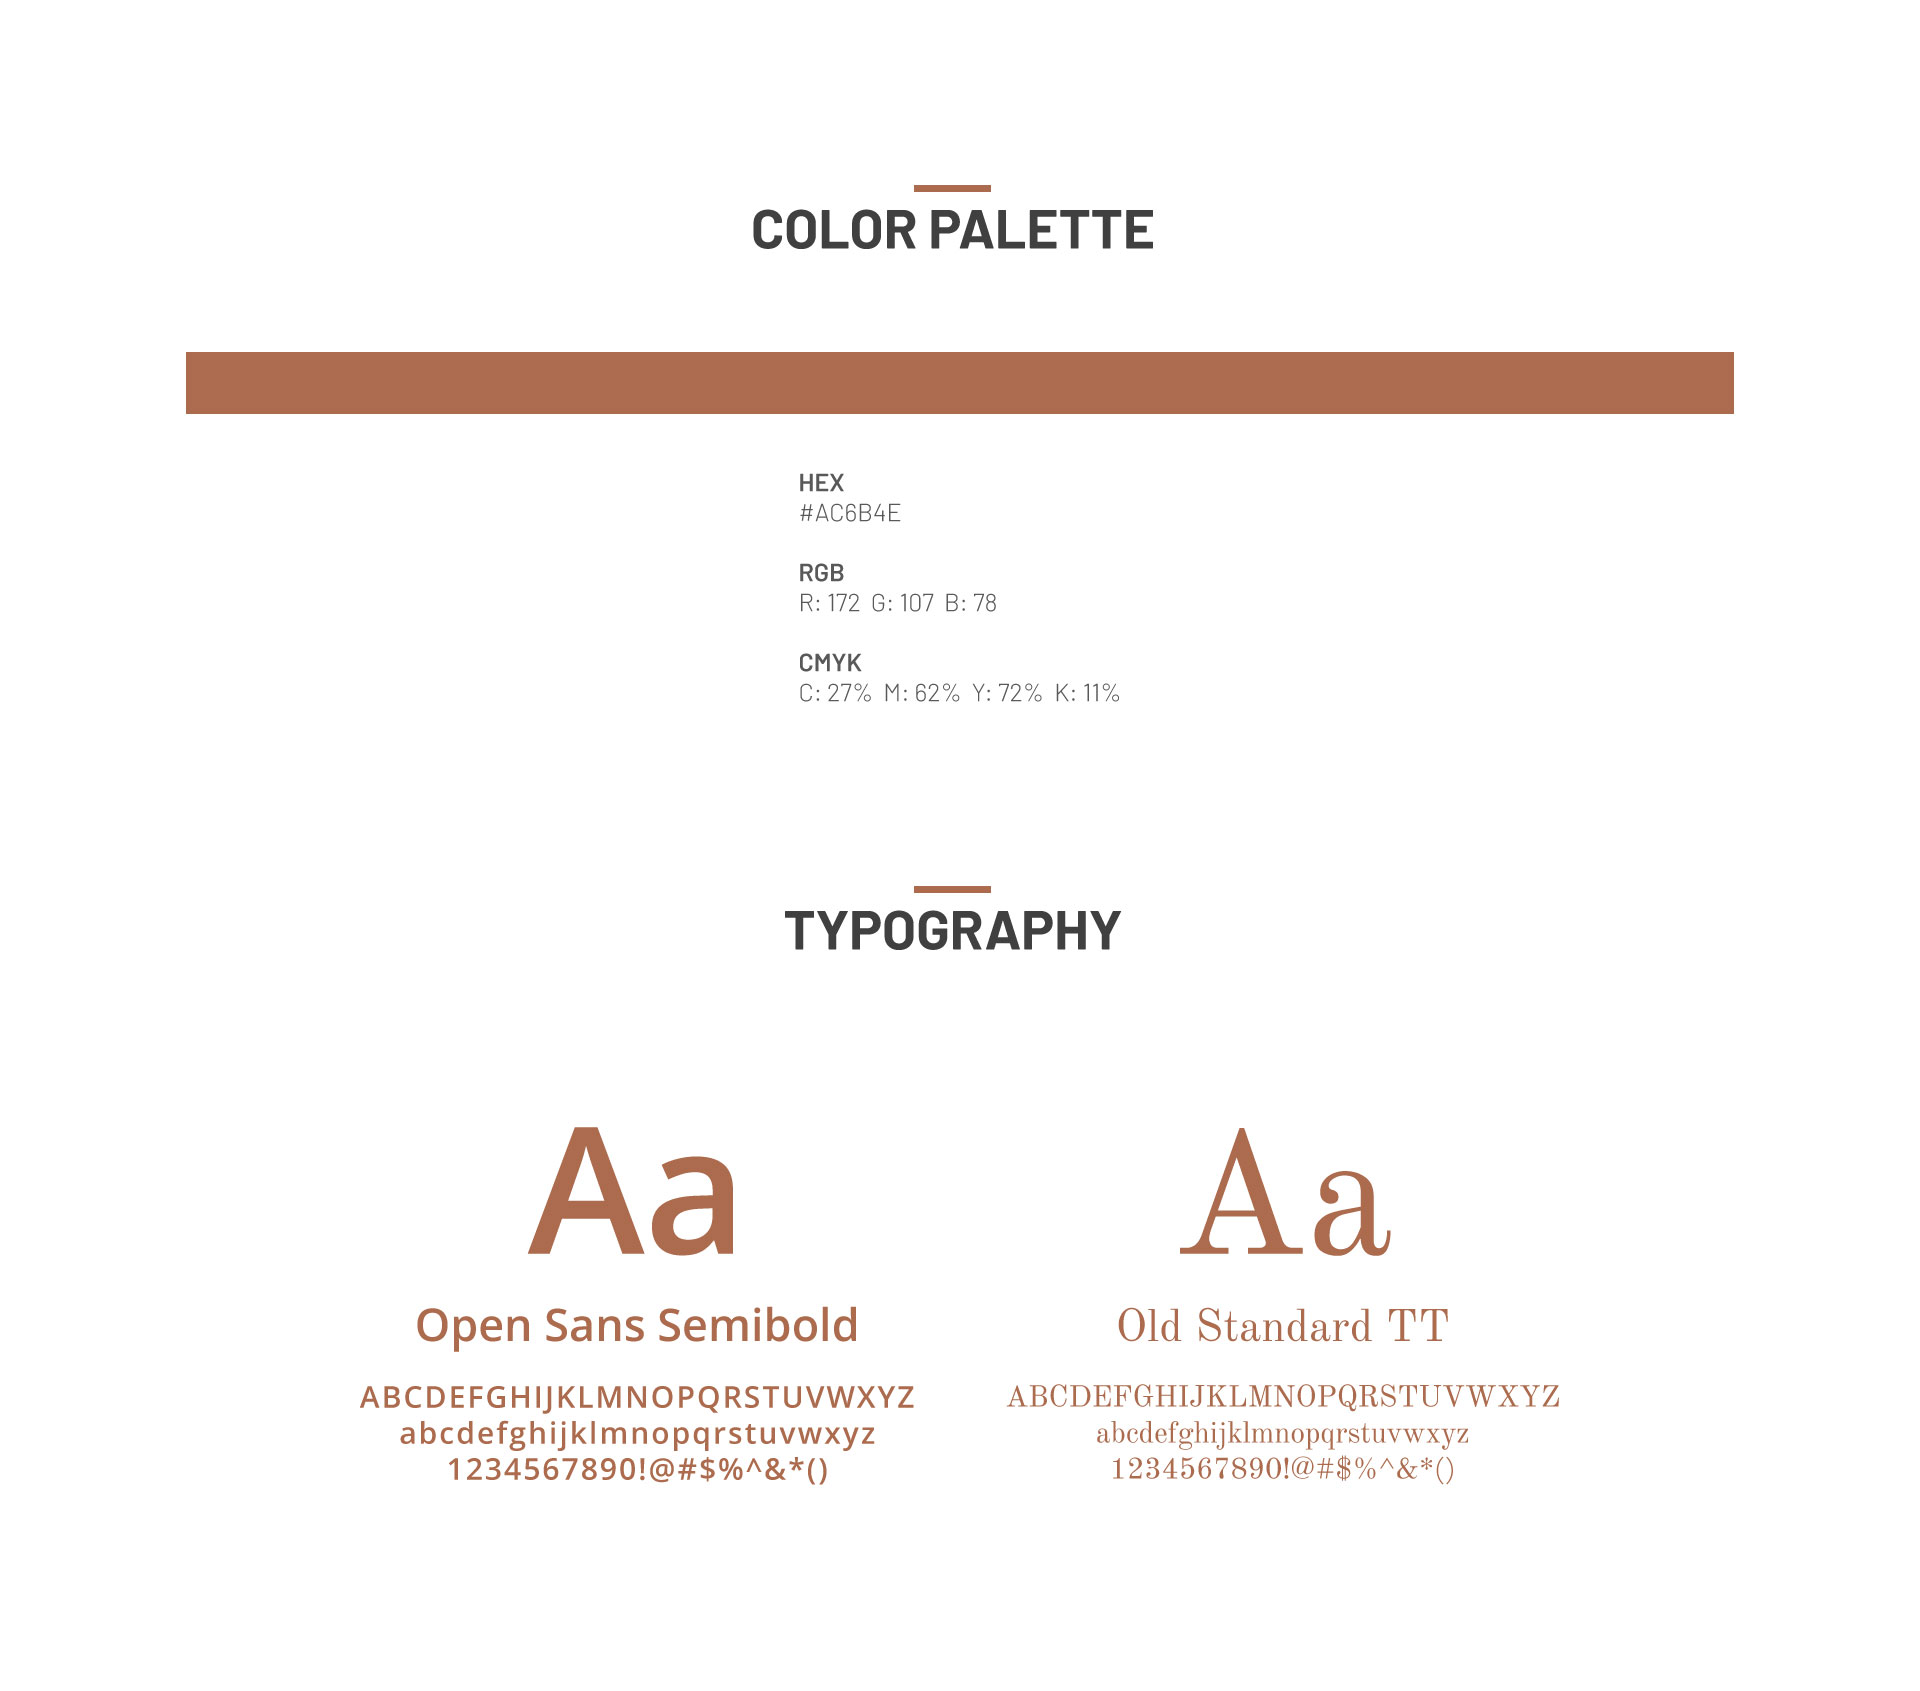 COLOR PALETTE
HEX
#AC6B4E
RGB
R: 172 G: 107 B: 78
CMYK
C: 27% M: 62% Y: 72% K: 11%
TYPOGRAPHY
Aa
Open Sans Semibold
ABCDEFGHIJKLMNOPQRSTUVWXYZ
abcdefghijklmnopqrstuvwxyz
1234567890!@#$%^&*()
Aa
Old Standard TT
ABCDEFGHIJKLMNOPQRSTUVWXYZ
abcdefghijklmnopqrstuvwxyz
1234567890!@#$%^&*()